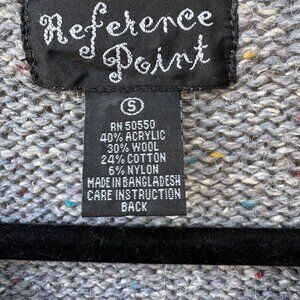 Reference
Point
S
RN 50550
40% ACRYLIC
30% WOOL
24% COTTON
6% NYLON
MADE IN BANGLADESH
CARE INSTRUCTION
BACK